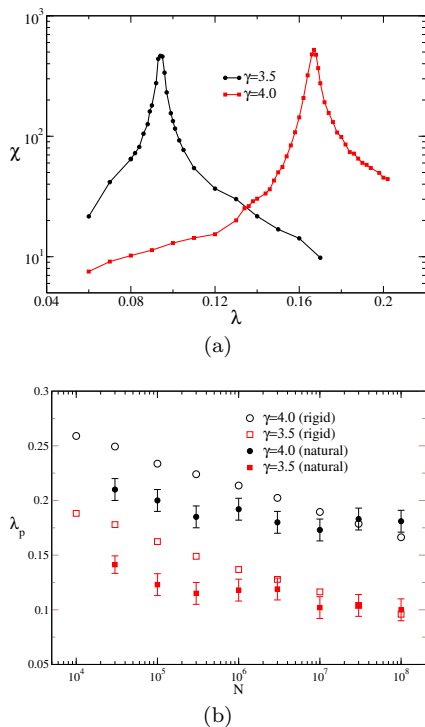 10³
10²
10¹
χ
γ=3.5
γ=4.0
0.04 0.08 0.12 0.16 0.2
λ
(a)
0.3
0.25
0.2
0.15
0.1
0.05
λp
γ=4.0 (rigid)
γ=3.5 (rigid)
γ=4.0 (natural)
γ=3.5 (natural)
10⁴ 10⁵ 10⁶ 10⁷ 10⁸
N
(b)